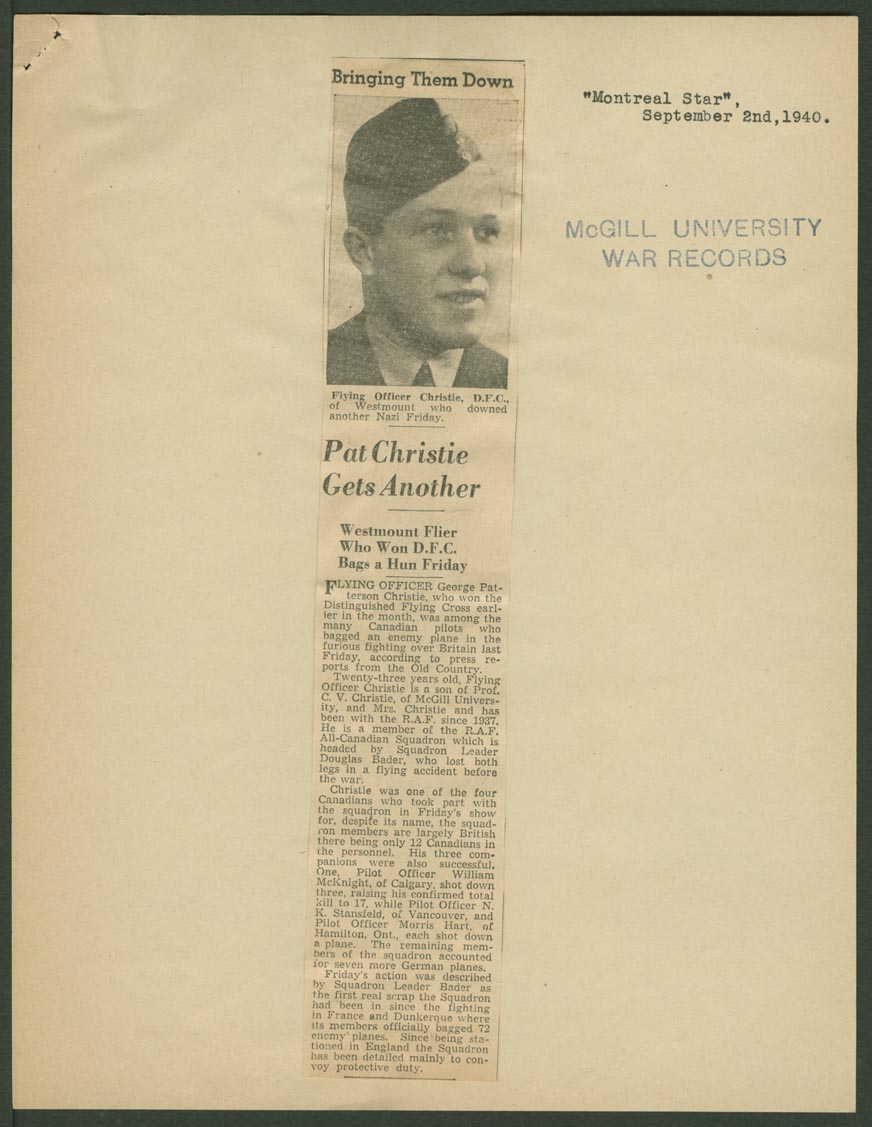 Bringing Them Down
"Montreal Star",
September 2nd,1940.
McGILL UNIVERSITY
WAR RECORDS
Flying Officer Christie, D.F.C.,
of Westmount who downed
another Nazi Friday.
Pat Christie
Gets Another
Westmount Flier
Who Won D.F.C.
Bags a Hun Friday
FLYING OFFICER George Pat-
terson Christie, who won the
Distinguished Flying Cross earl-
ier in the month, was among the
many Canadian pilots who
bagged an enemy plane in the
furious fighting over Britain last
Friday, according to press re-
ports from the Old Country.
Twenty-three years old, Flying
Officer Christie is a son of Prof.
C. V. Christie, of McGill Univers-
ity, and Mrs. Christie and has
been with the R.A.F. since 1937.
He is a member of the R.A.F.
All-Canadian Squadron which is
headed by Squadron Leader
Douglas Bader, who lost both
legs in a flying accident before
the war.
Christie was one of the four
Canadians who took part with
the squadron in Friday's show
for, despite its name, the squad-
ron members are largely British
there being only 12 Canadians in
the personnel. His three com-
panions were also successful.
One, Pilot Officer William
McKnight, of Calgary, shot down
three, raising his confirmed total
kill to 17, while Pilot Officer N.
K. Stansfeld, of Vancouver, and
Pilot Officer Morris Hart, of
Hamilton, Ont., each shot down
a plane. The remaining mem-
bers of the squadron accounted
for seven more German planes.
Friday's action was described
by Squadron Leader Bader as
the first real scrap the Squadron
had been in since the fighting
in France and Dunkerque where
its members officially bagged 72
enemy planes. Since being sta-
tioned in England the Squadron
has been detailed mainly to con-
voy protective duty.